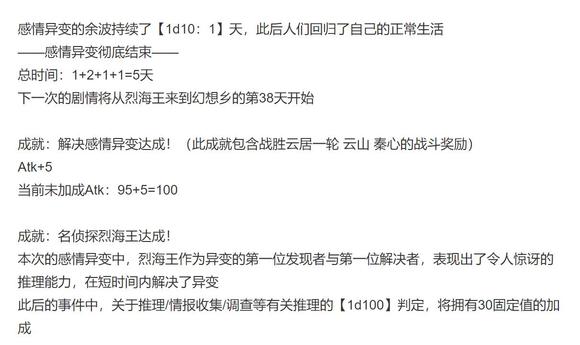 感情异变的余波持续了【1d10：1】天，此后人们回归了自己的正常生活
——感情异变彻底结束——
总时间：1+2+1+1=5天
下一次的剧情将从烈海王来到幻想乡的第38天开始
成就：解决感情异变达成！（此成就包含战胜云居一轮 云山 秦心的战斗奖励）
Atk+5
当前未加成Atk：95+5=100
成就：名侦探烈海王达成！
本次的感情异变中，烈海王作为异变的第一位发现者与第一位解决者，表现出了令人惊讶的
推理能力，在短时间内解决了异变
此后的事件中，关于推理/情报收集/调查等有关推理的【1d100】判定，将拥有30固定值的加
成